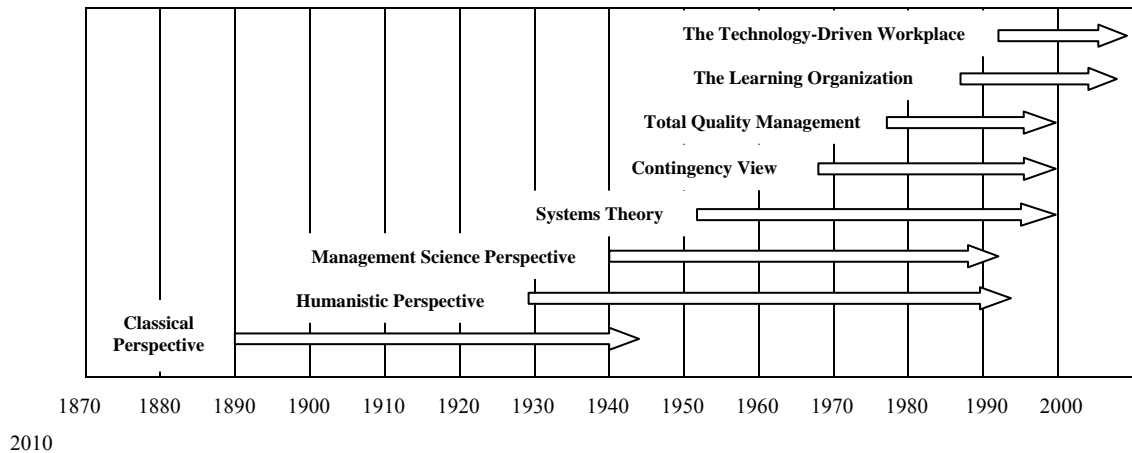 The Technology-Driven Workplace
The Learning Organization
Total Quality Management
Contingency View
Systems Theory
Management Science Perspective
Humanistic Perspective
Classical
Perspective
1870 1880 1890 1900 1910 1920 1930 1940 1950 1960 1970 1980 1990 2000
2010